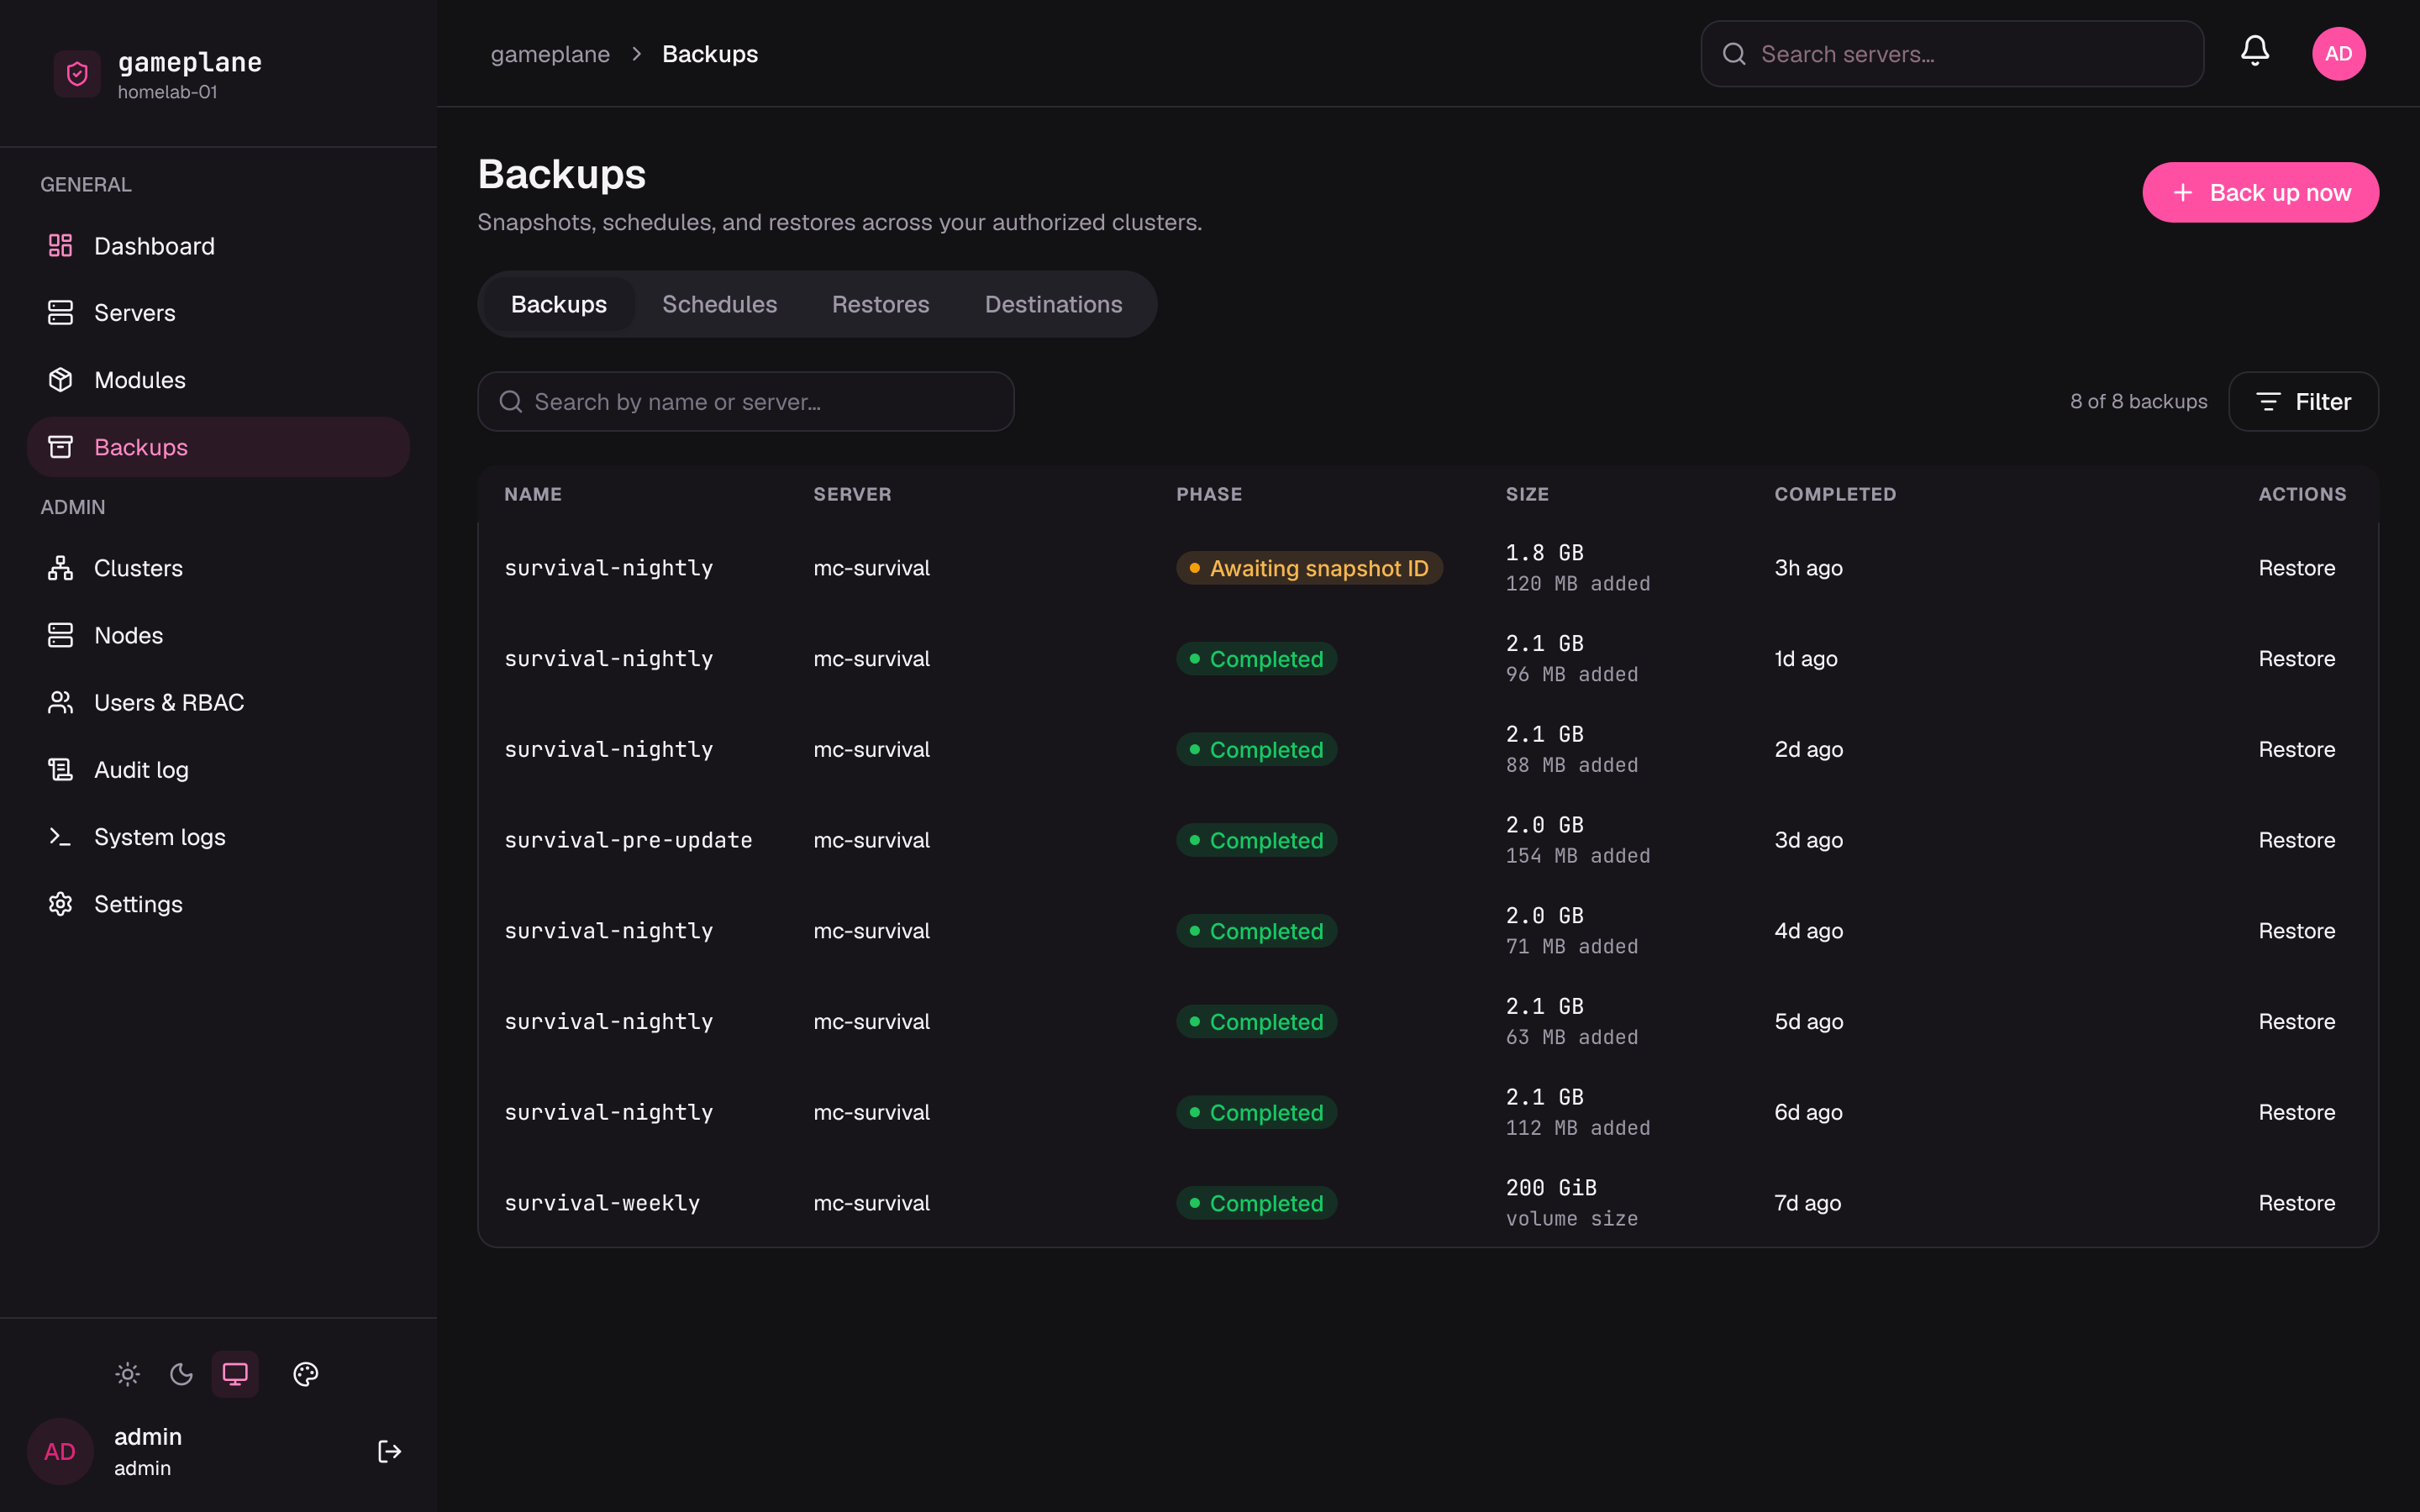 gameplane
homelab-01
GENERAL
Dashboard
Servers
Modules
Backups
ADMIN
Clusters
Nodes
Users & RBAC
Audit log
System logs
Settings
AD
admin
admin
gameplane > Backups
Search servers...
AD
Backups
Snapshots, schedules, and restores across your authorized clusters.
Back up now
Backups Schedules Restores Destinations
Search by name or server...
8 of 8 backups
Filter
NAME SERVER PHASE SIZE COMPLETED ACTIONS
survival-nightly mc-survival Awaiting snapshot ID 1.8 GB 3h ago Restore
120 MB added
survival-nightly mc-survival Completed 2.1 GB 1d ago Restore
96 MB added
survival-nightly mc-survival Completed 2.1 GB 2d ago Restore
88 MB added
survival-pre-update mc-survival Completed 2.0 GB 3d ago Restore
154 MB added
survival-nightly mc-survival Completed 2.0 GB 4d ago Restore
71 MB added
survival-nightly mc-survival Completed 2.1 GB 5d ago Restore
63 MB added
survival-nightly mc-survival Completed 2.1 GB 6d ago Restore
112 MB added
survival-weekly mc-survival Completed 200 GiB 7d ago Restore
volume size